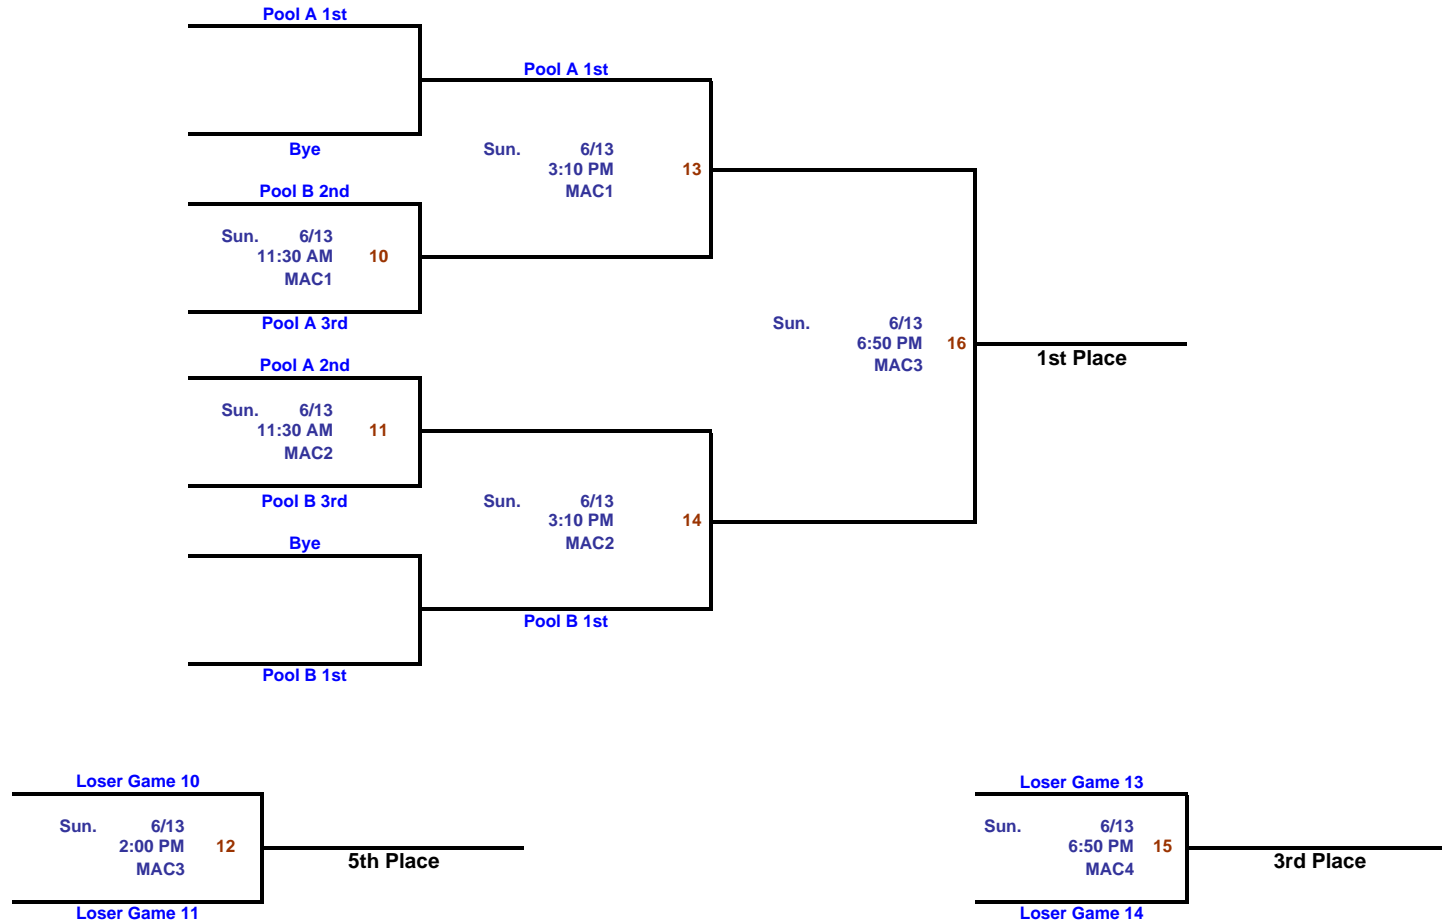 Pool A 1st
Pool A 1st
Bye
Sun. 6/13
3:10 PM 13
MAC1
Pool B 2nd
Sun. 6/13
11:30 AM 10
MAC1
Pool A 3rd
Sun. 6/13
6:50 PM 16
MAC3
1st Place
Pool A 2nd
Sun. 6/13
11:30 AM 11
MAC2
Pool B 3rd
Sun. 6/13
3:10 PM 14
MAC2
Bye
Pool B 1st
Pool B 1st
Loser Game 10
Sun. 6/13
2:00 PM 12
MAC3
5th Place
Loser Game 11
Loser Game 13
Sun. 6/13
6:50 PM 15
MAC4
3rd Place
Loser Game 14